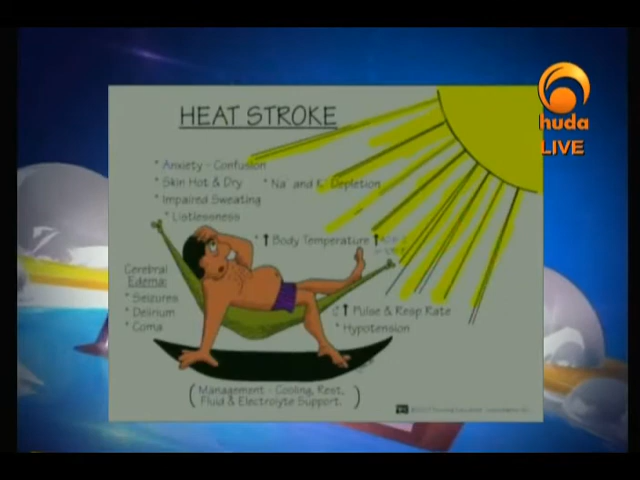 HEAT STROKE
huda
LIVE
* Anxiety - Confusion
* Skin Hot & Dry
* Na⁺ and K⁺ Depletion
* Impaired Sweating
* Listlessness
* ↑ Body Temperature ↑
Cerebral
Edema:
* Seizures
* Delirium
* Coma
↑ Pulse & Resp Rate
* Hypotension
( Management - Cooling, Rest,
Fluid & Electrolyte Support. )